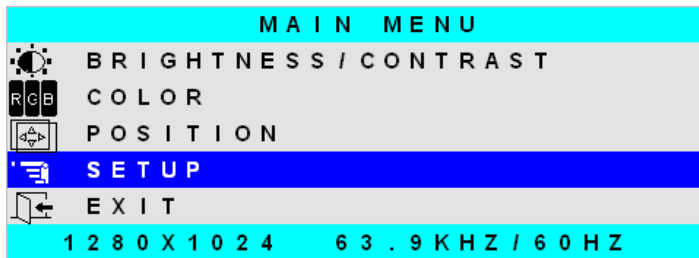 MAIN MENU
BRIGHTNESS/CONTRAST
RGB COLOR
POSITION
SETUP
EXIT
1280X1024 63.9KHZ/60HZ